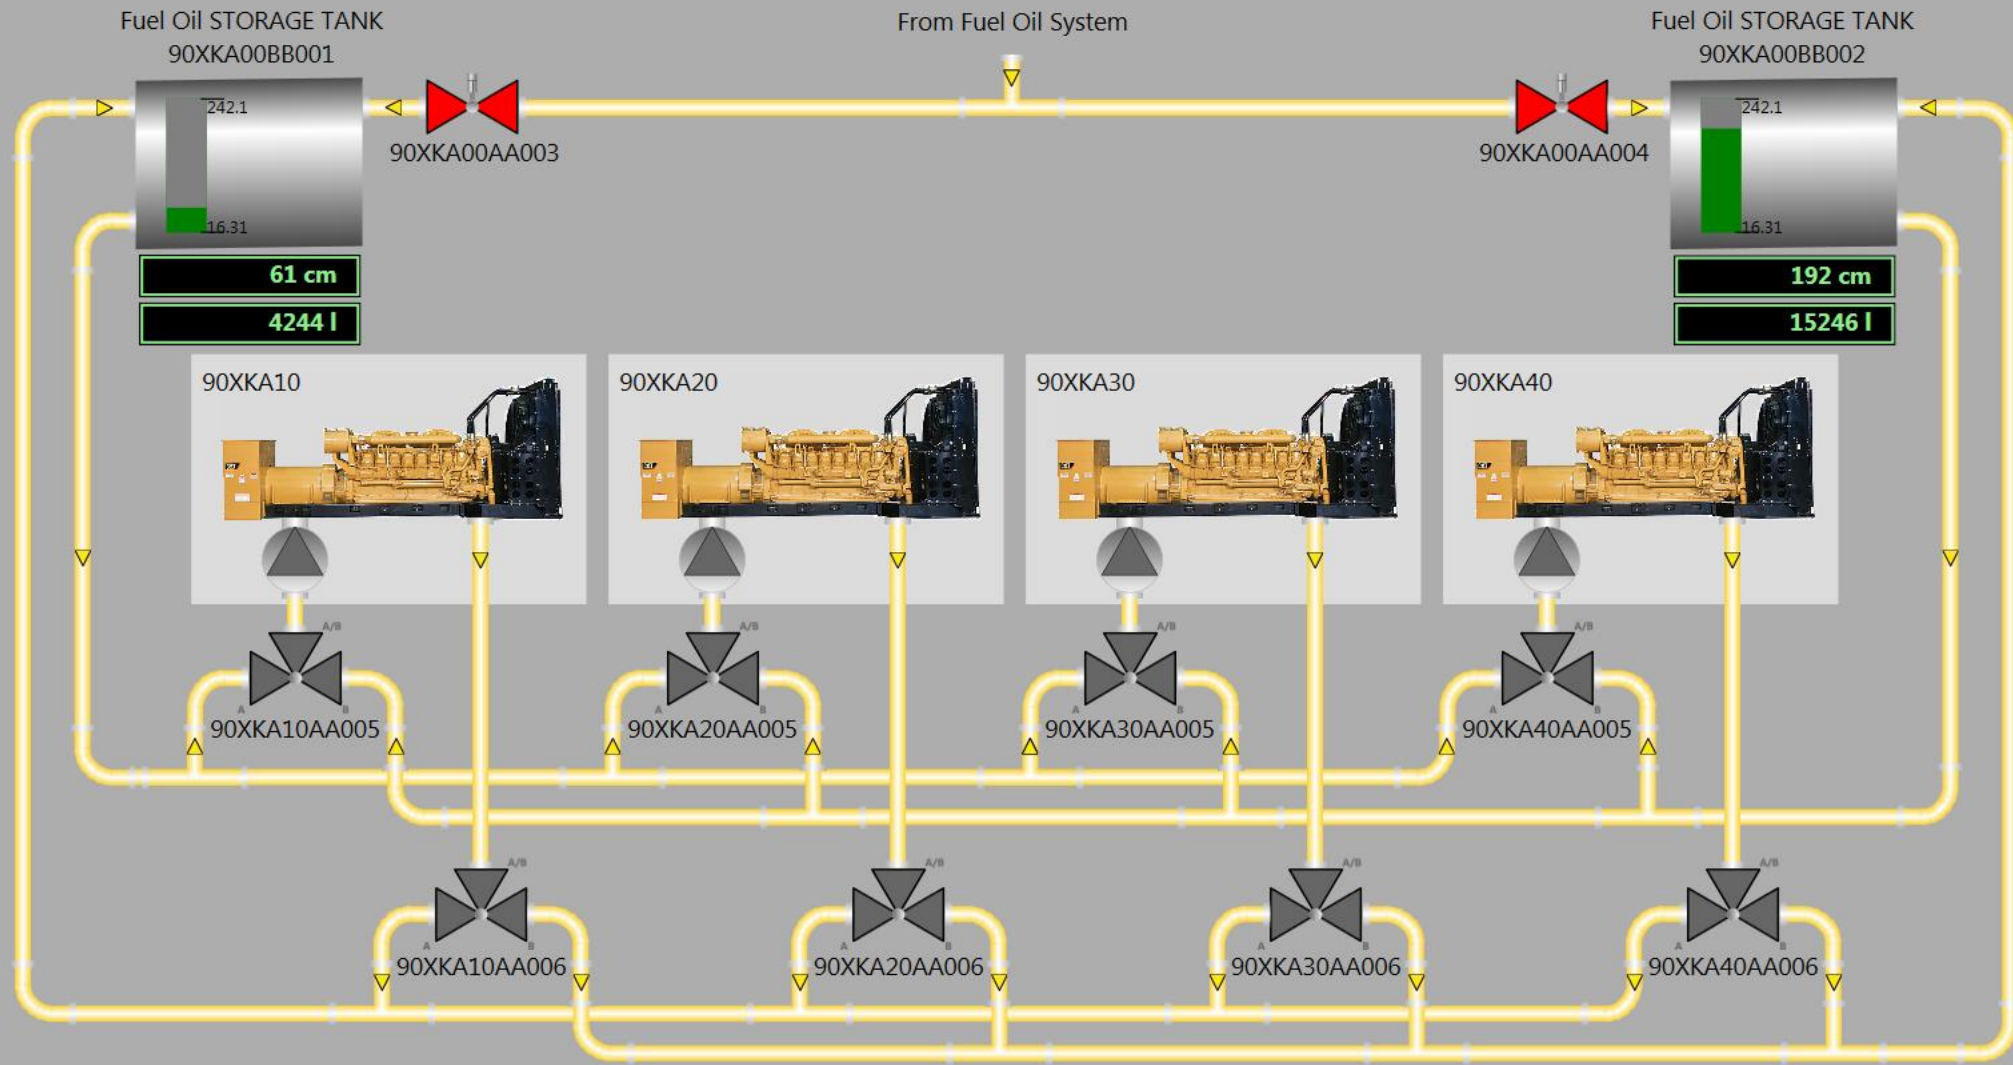 Fuel Oil STORAGE TANK
90XKA00BB001
From Fuel Oil System
Fuel Oil STORAGE TANK
90XKA00BB002
242.1
16.31
90XKA00AA003
90XKA00AA004
242.1
16.31
61 cm
4244 l
192 cm
15246 l
90XKA10
90XKA20
90XKA30
90XKA40
CAT
A/B
A/B
A/B
A/B
A
B
A
B
A
B
A
B
90XKA10AA005
90XKA20AA005
90XKA30AA005
90XKA40AA005
A/B
A/B
A/B
A/B
A
B
A
B
A
B
A
B
90XKA10AA006
90XKA20AA006
90XKA30AA006
90XKA40AA006